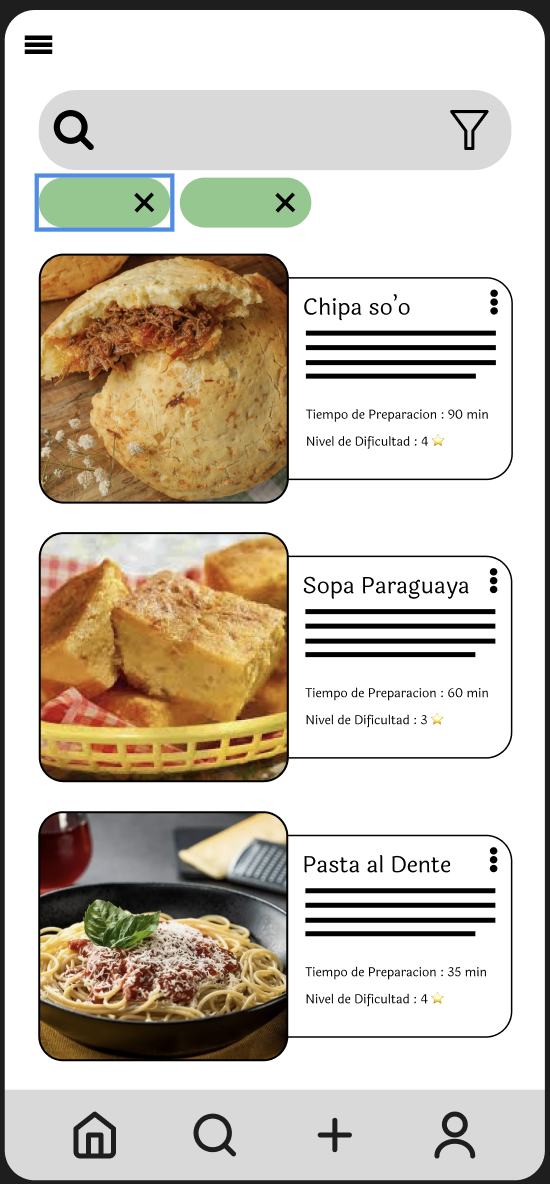 Chipa so’o
Tiempo de Preparacion : 90 min
Nivel de Dificultad : 4 ⭐
Sopa Paraguaya
Tiempo de Preparacion : 60 min
Nivel de Dificultad : 3 ⭐
Pasta al Dente
Tiempo de Preparacion : 35 min
Nivel de Dificultad : 4 ⭐